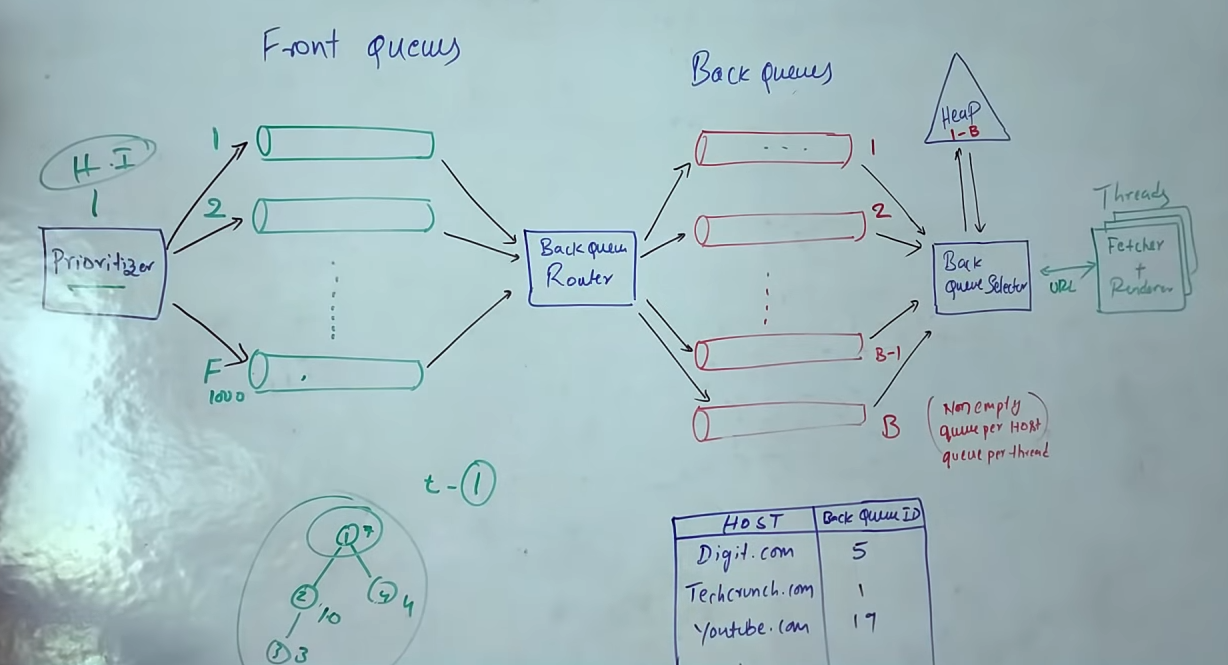 Front queues
Back queues
H.I
Prioritizer
1
2
F
1000
Back queue
Router
1
2
B-1
B
Heap
1-B
Back
Queue Selector
URL
Threads
Fetcher
+
Renderer
(Non empty
queue per Host)
queue per thread
t-1
1 7
2 10
4 4
3 3
HOST Back Queue ID
Digit.com 5
Techcrunch.com 1
Youtube.com 19